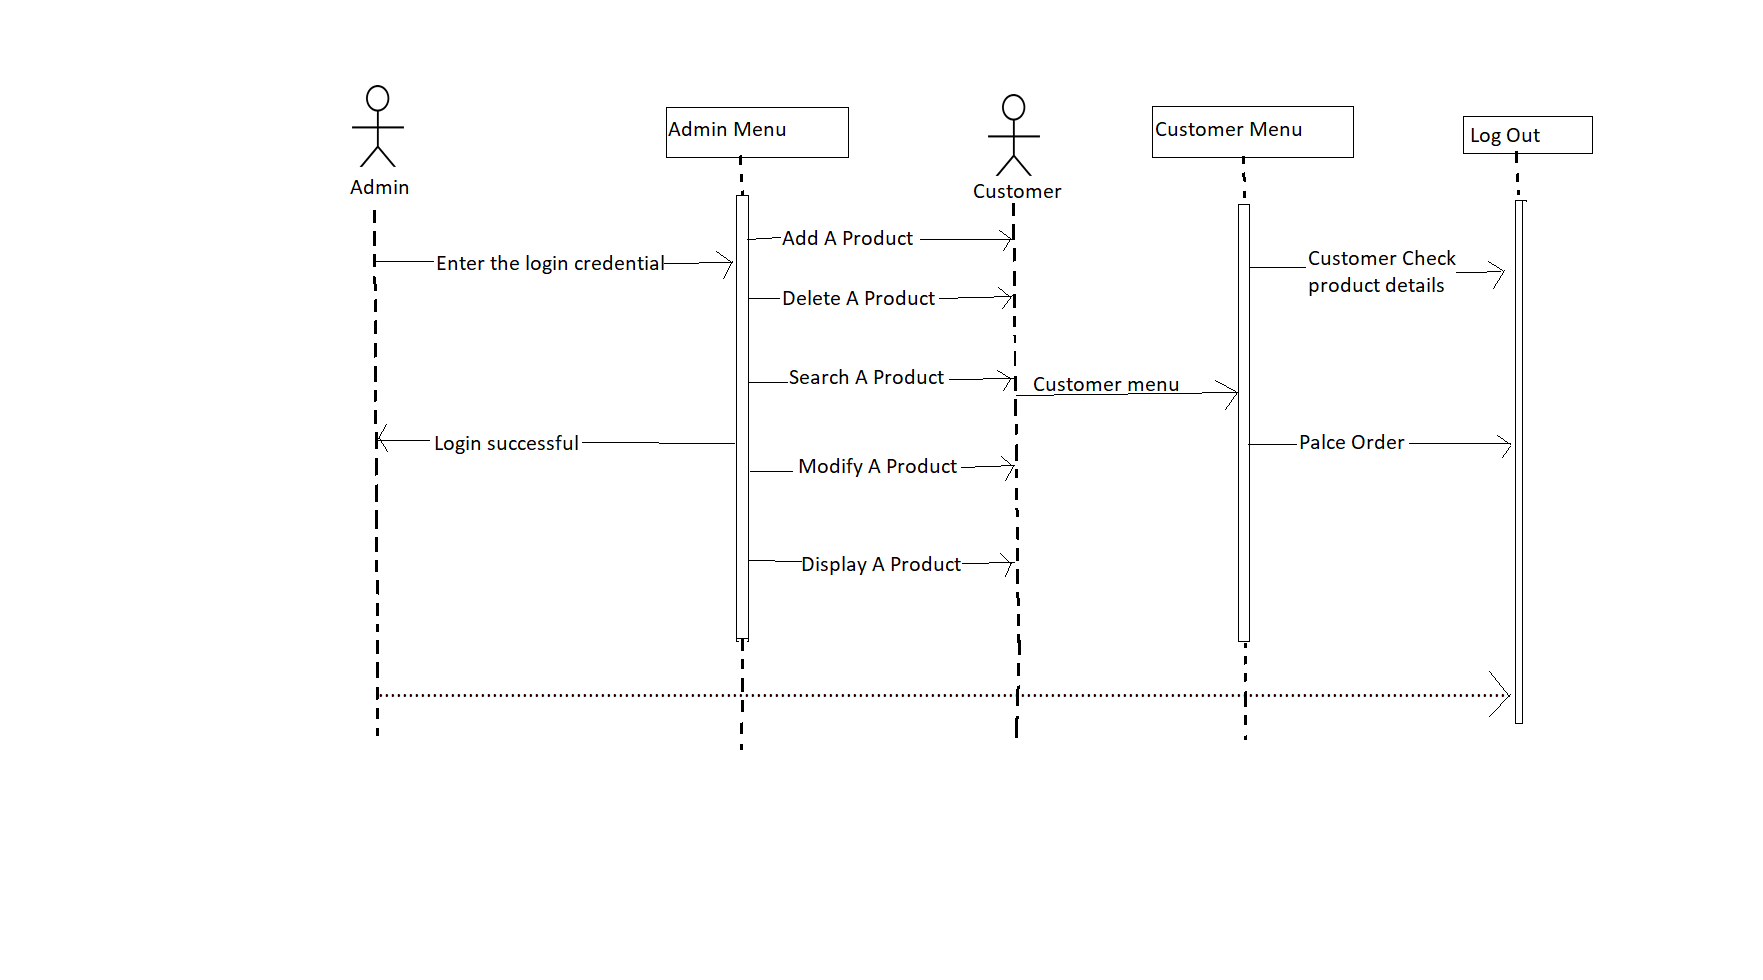 Admin Menu
Customer Menu
Log Out
Admin
Customer
Add A Product
Enter the login credential
Customer Check
product details
Delete A Product
Search A Product
Customer menu
Login successful
Palce Order
Modify A Product
Display A Product